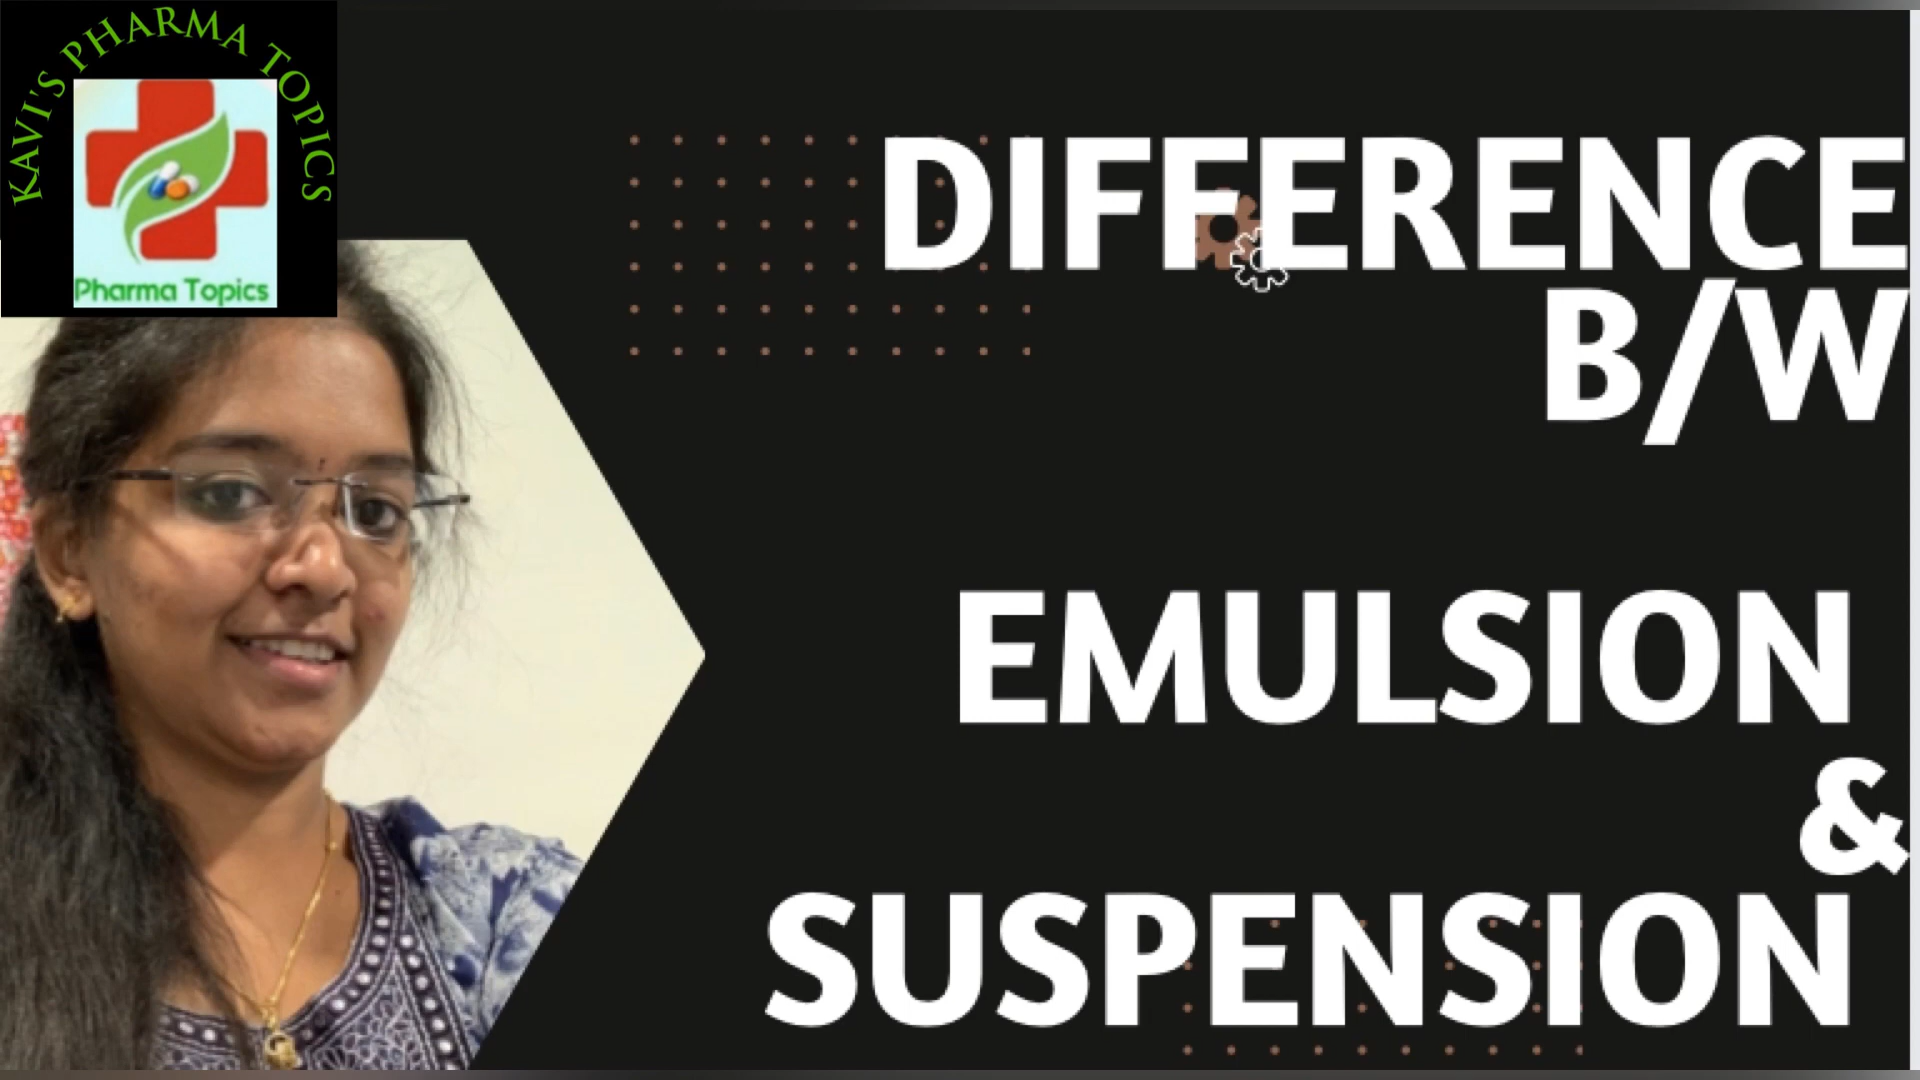 KAVI'S PHARMA TOPICS
Pharma Topics
DIFFERENCE
B/W
EMULSION
&
SUSPENSION